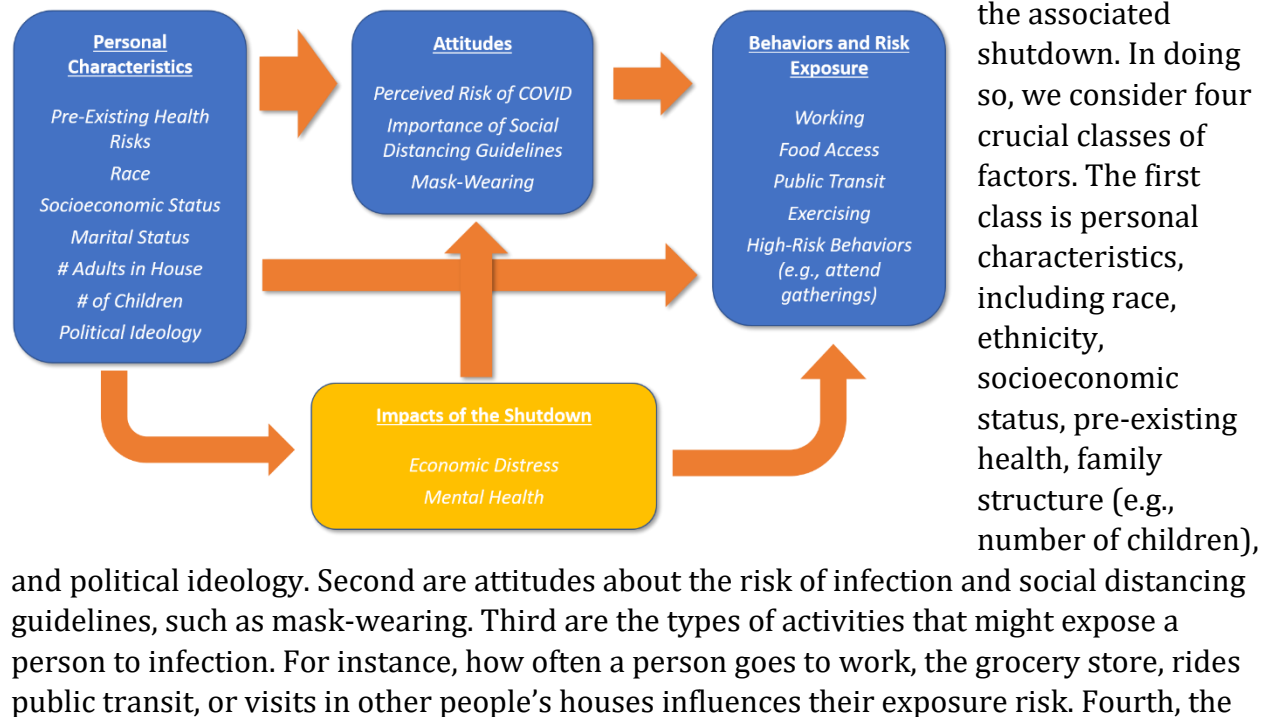 Personal
Characteristics
Pre-Existing Health
Risks
Race
Socioeconomic Status
Marital Status
# Adults in House
# of Children
Political Ideology
Attitudes
Perceived Risk of COVID
Importance of Social
Distancing Guidelines
Mask-Wearing
Behaviors and Risk
Exposure
Working
Food Access
Public Transit
Exercising
High-Risk Behaviors
(e.g., attend
gatherings)
Impacts of the Shutdown
Economic Distress
Mental Health
the associated
shutdown. In doing
so, we consider four
crucial classes of
factors. The first
class is personal
characteristics,
including race,
ethnicity,
socioeconomic
status, pre-existing
health, family
structure (e.g.,
number of children),
and political ideology. Second are attitudes about the risk of infection and social distancing
guidelines, such as mask-wearing. Third are the types of activities that might expose a
person to infection. For instance, how often a person goes to work, the grocery store, rides
public transit, or visits in other people’s houses influences their exposure risk. Fourth, the